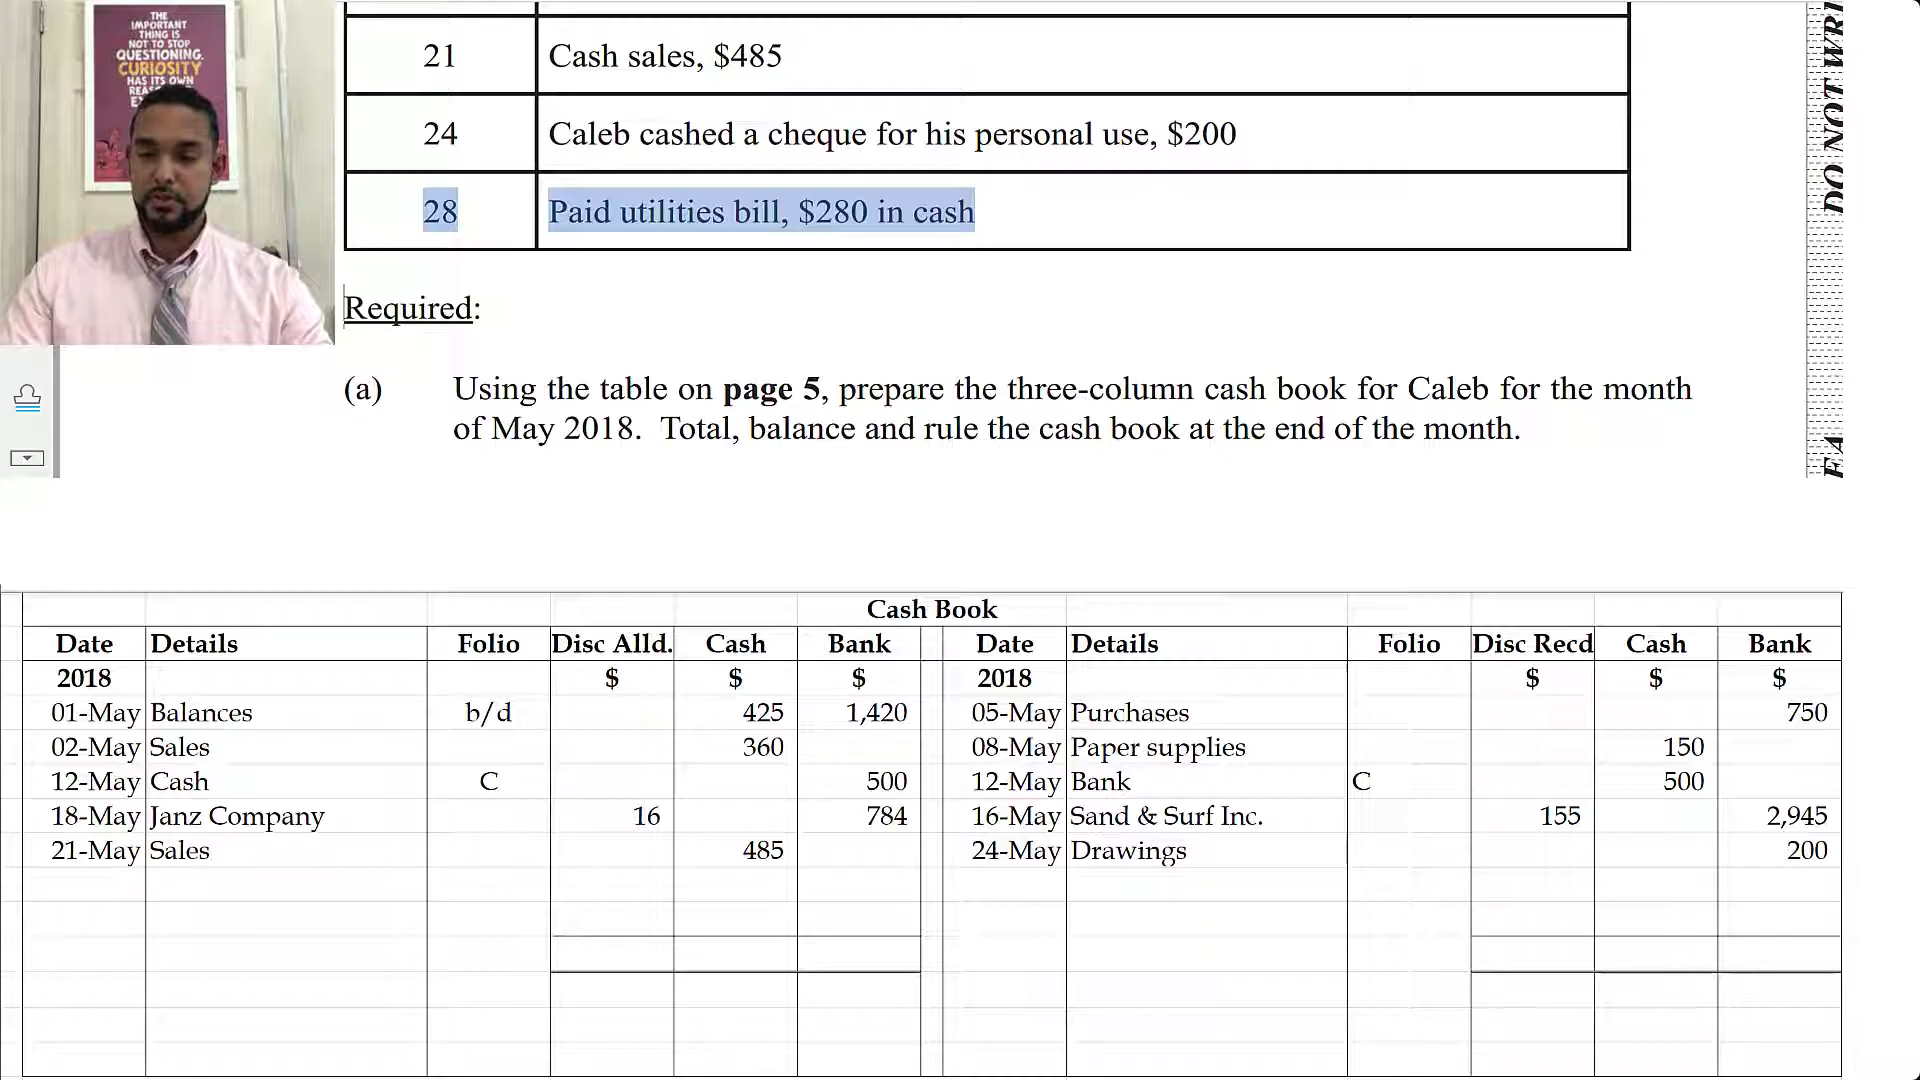 THE
IMPORTANT
THING IS
NOT TO STOP
QUESTIONING.
CURIOSITY
HAS ITS OWN
21 Cash sales, $485
24 Caleb cashed a cheque for his personal use, $200
28 Paid utilities bill, $280 in cash
DO NOT WRI
Required:
(a) Using the table on page 5, prepare the three-column cash book for Caleb for the month
of May 2018. Total, balance and rule the cash book at the end of the month.
Cash Book
Date Details Folio Disc Alld. Cash Bank Date Details Folio Disc Recd Cash Bank
2018 $ $ $ 2018 $ $ $
01-May Balances b/d 425 1,420 05-May Purchases 750
02-May Sales 360 08-May Paper supplies 150
12-May Cash C 500 12-May Bank C 500
18-May Janz Company 16 784 16-May Sand & Surf Inc. 155 2,945
21-May Sales 485 24-May Drawings 200